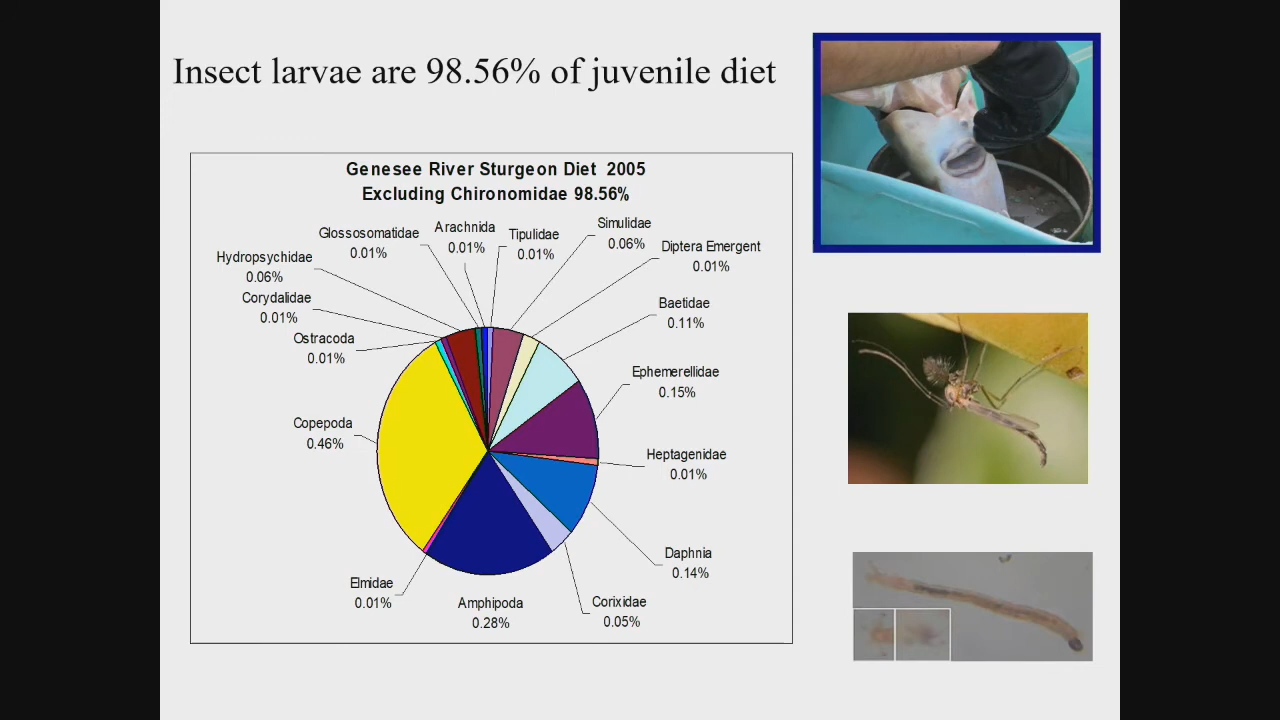 Insect larvae are 98.56% of juvenile diet
Genesee River Sturgeon Diet 2005
Excluding Chironomidae 98.56%
Glossosomatidae
0.01%
Arachnida
0.01%
Tipulidae
0.01%
Simulidae
0.06%
Diptera Emergent
0.01%
Hydropsychidae
0.06%
Corydalidae
0.01%
Baetidae
0.11%
Ostracoda
0.01%
Ephemerellidae
0.15%
Copepoda
0.46%
Heptagenidae
0.01%
Daphnia
0.14%
Elmidae
0.01%
Amphipoda
0.28%
Corixidae
0.05%